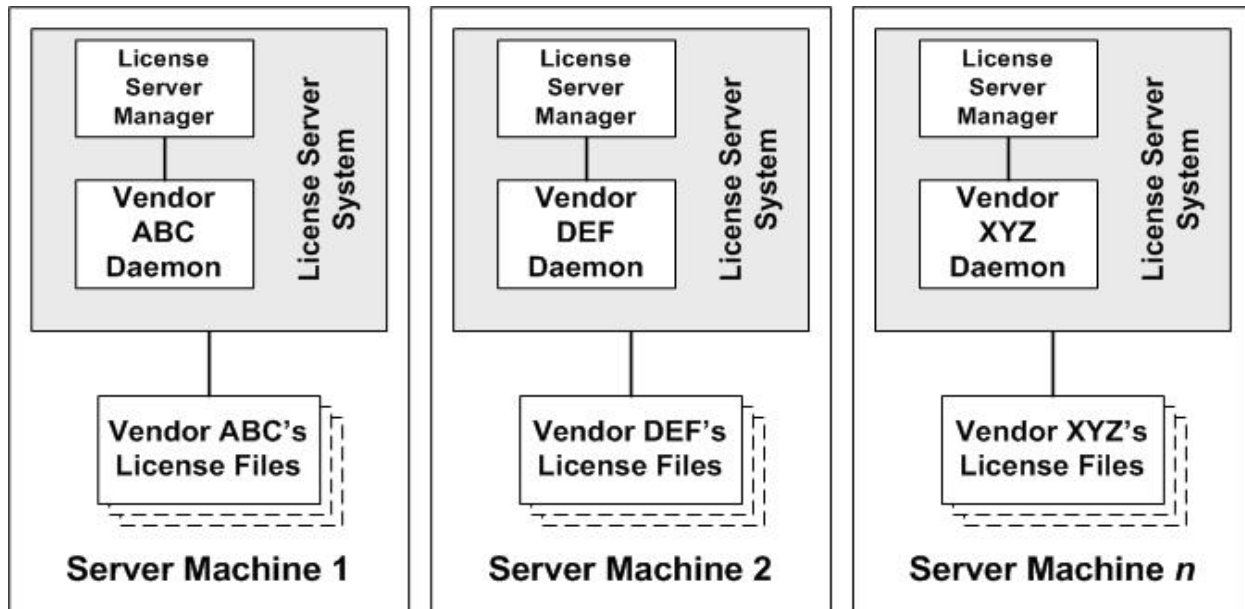 License
Server
Manager
Vendor
ABC
Daemon
License Server
System
Vendor ABC's
License Files
Server Machine 1
License
Server
Manager
Vendor
DEF
Daemon
License Server
System
Vendor DEF's
License Files
Server Machine 2
License
Server
Manager
Vendor
XYZ
Daemon
License Server
System
Vendor XYZ's
License Files
Server Machine n